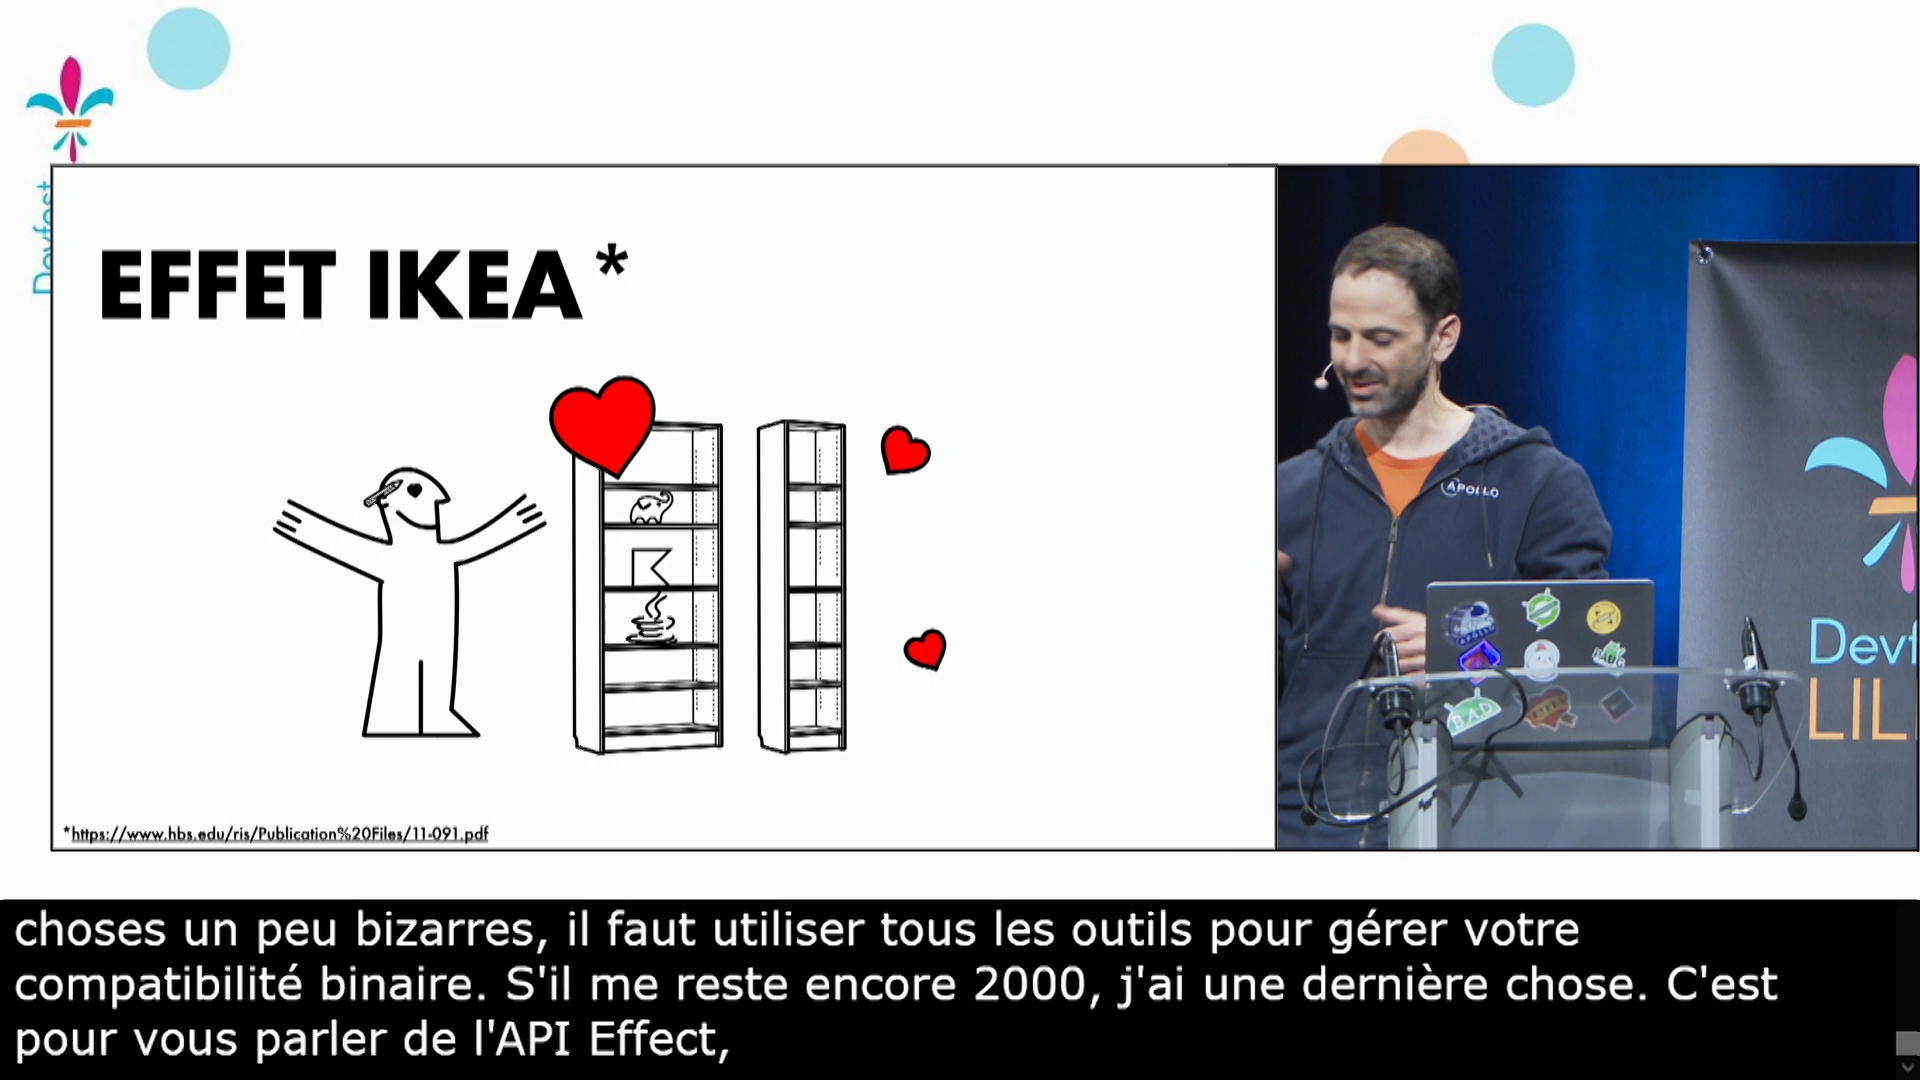 Devfest
EFFET IKEA*
*https://www.hbs.edu/ris/Publication%20Files/11-091.pdf
APOLLO
APOLLO
B.A.D
Devf
LIL
choses un peu bizarres, il faut utiliser tous les outils pour gérer votre
compatibilité binaire. S'il me reste encore 2000, j'ai une dernière chose. C'est
pour vous parler de l'API Effect,